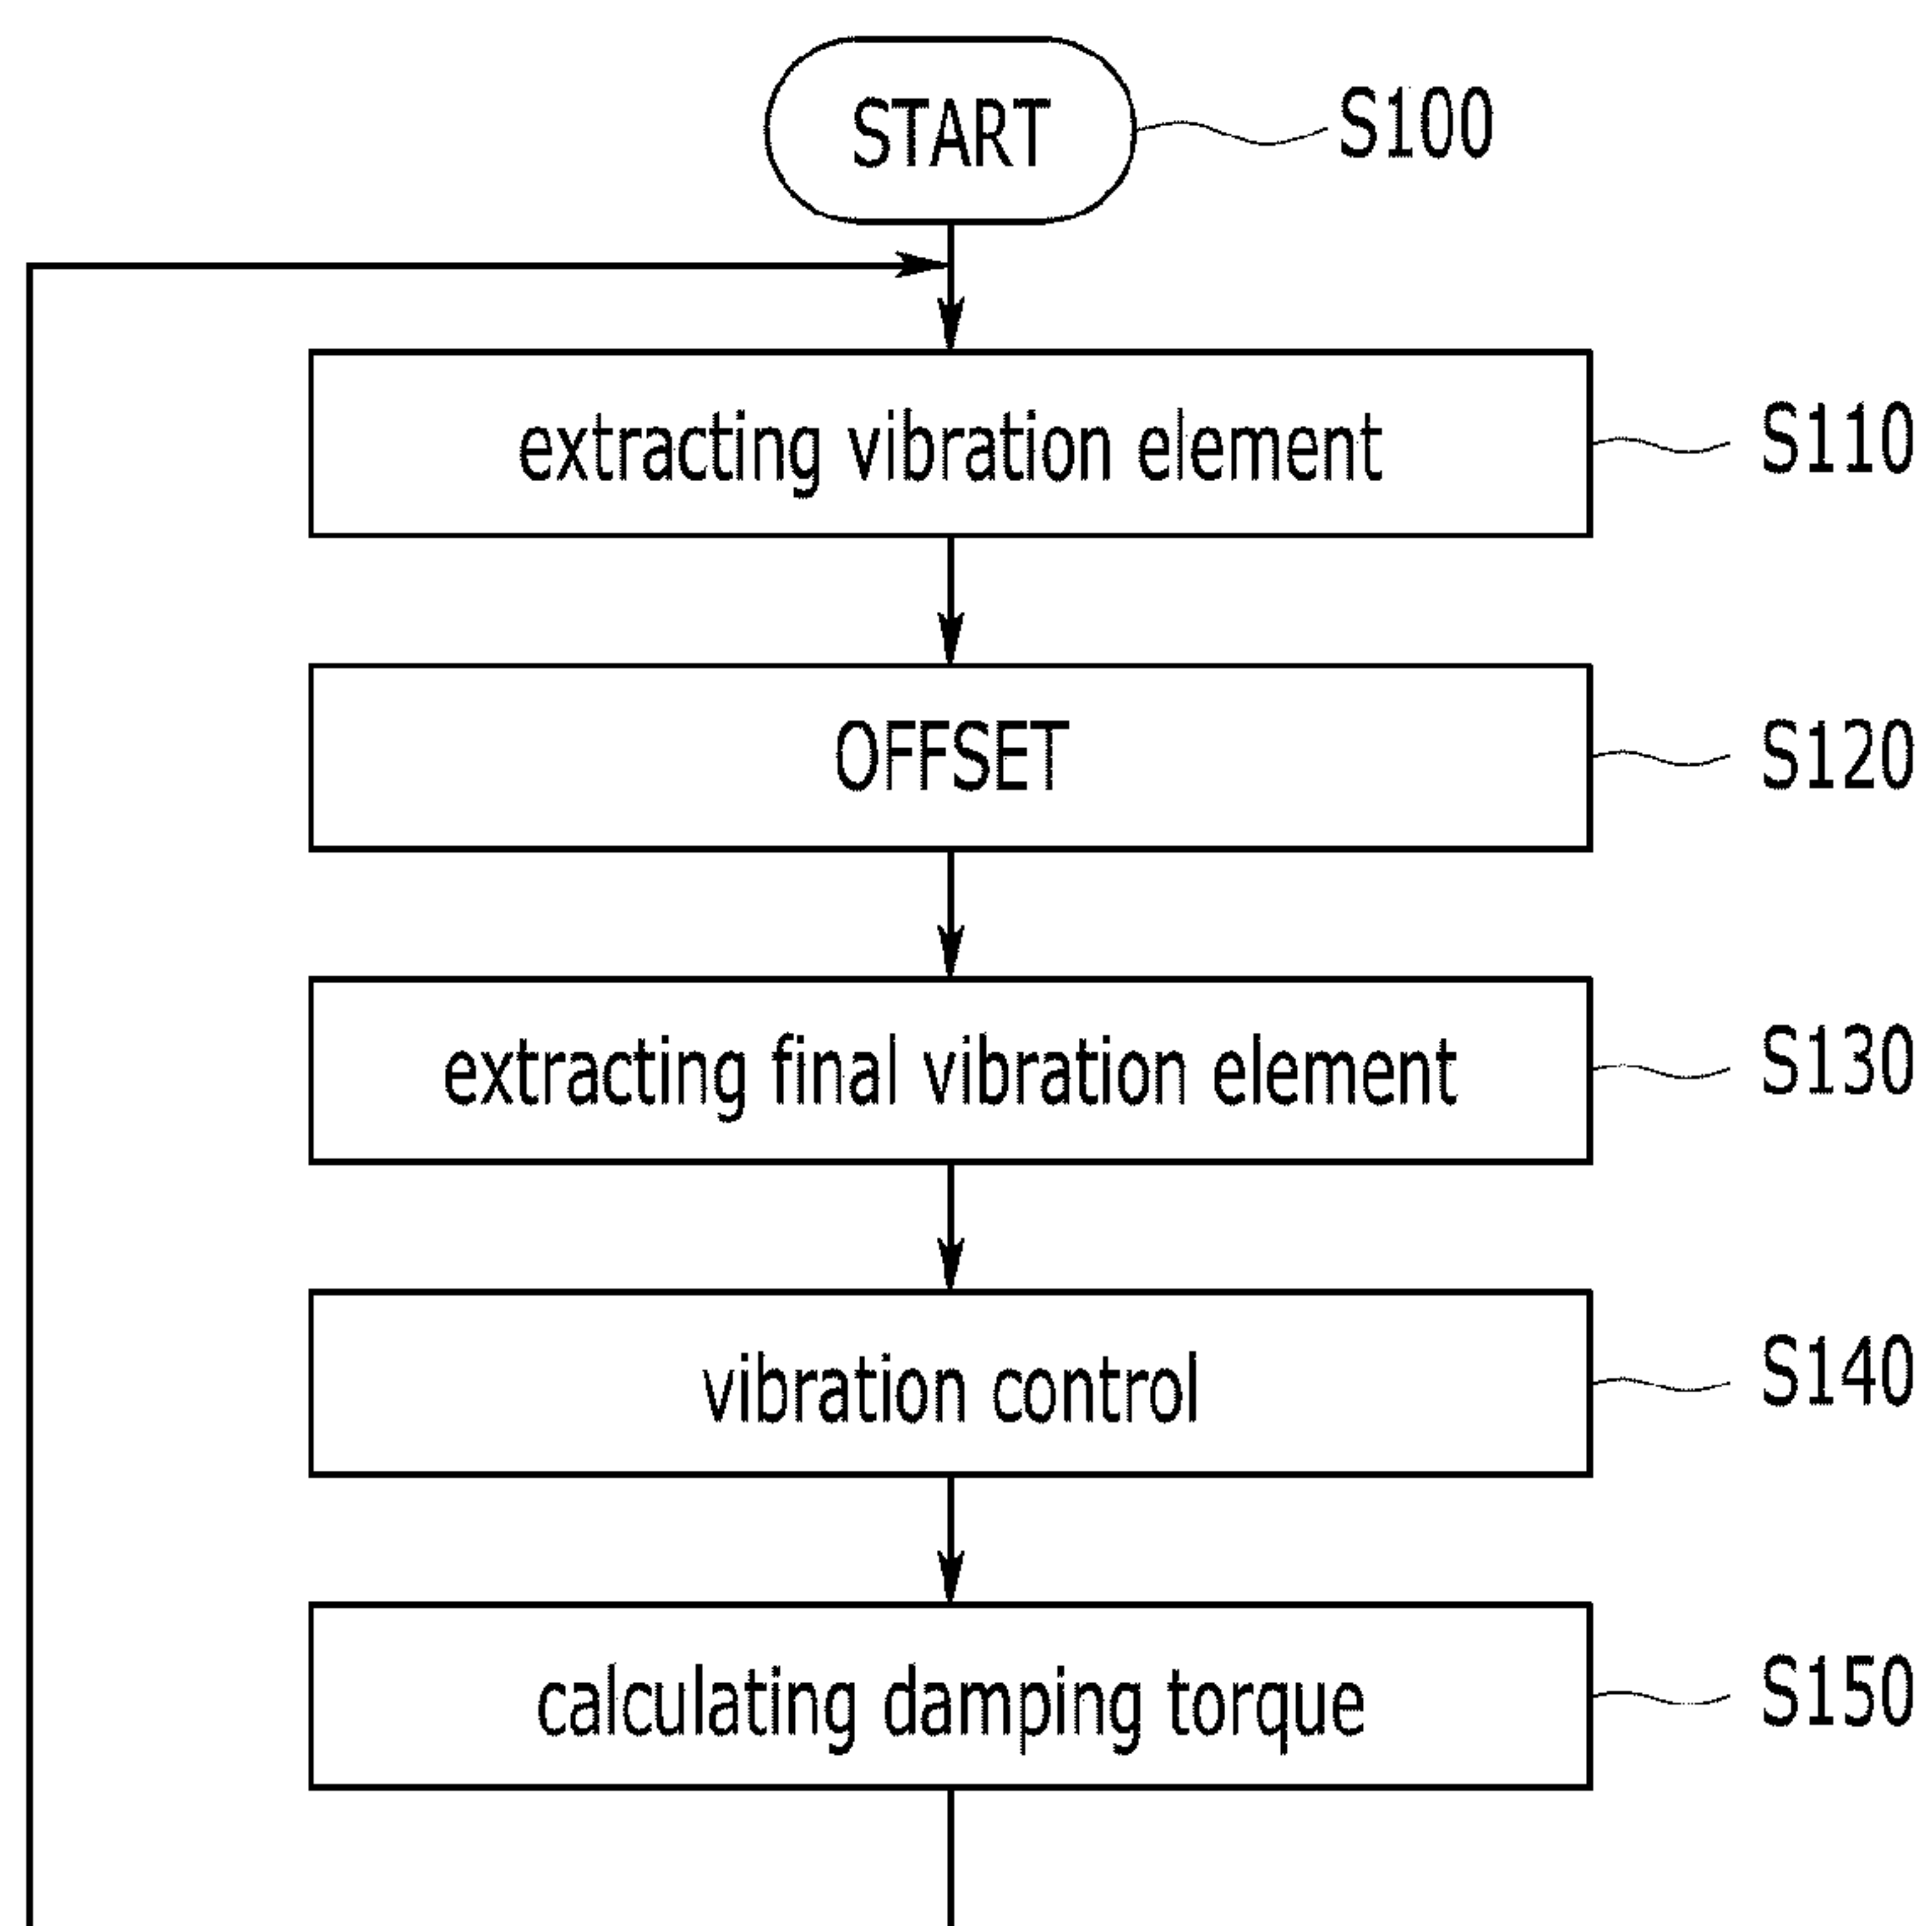 START
S100
extracting vibration element
S110
OFFSET
S120
extracting final vibration element
S130
vibration control
S140
calculating damping torque
S150